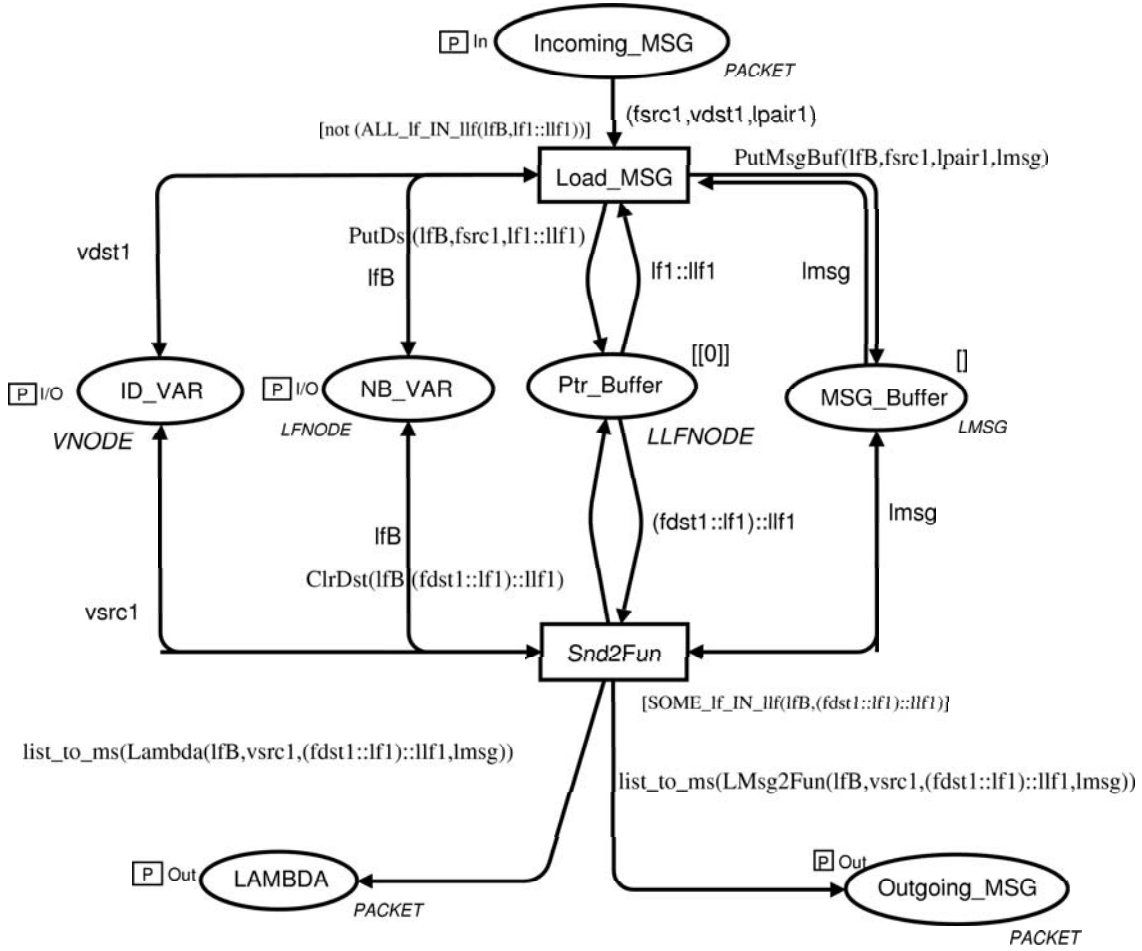 P In
Incoming_MSG
PACKET
(fsrc1,vdst1,lpair1)
[not (ALL_lf_IN_llf(lfB,lf1::llf1))]
PutMsgBuf(lfB,fsrc1,lpair1,lmsg)
Load_MSG
PutDs (lfB,fsrc1,lf1::llf1)
vdst1
lfB
lf1::llf1
lmsg
[[0]]
[]
P I/O
ID_VAR
P I/O
NB_VAR
Ptr_Buffer
MSG_Buffer
VNODE
LFNODE
LLFNODE
LMSG
lfB
(fdst1::lf1)::llf1
lmsg
ClrDst(lfB (fdst1::lf1)::llf1)
vsrc1
Snd2Fun
[SOME_lf_IN_llf(lfB,(fdst1::lf1)::llf1)]
list_to_ms(Lambda(lfB,vsrc1,(fdst1::lf1)::llf1,lmsg))
list_to_ms(LMsg2Fun(lfB,vsrc1,(fdst1::lf1)::llf1,lmsg))
P Out
LAMBDA
PACKET
P Out
Outgoing_MSG
PACKET